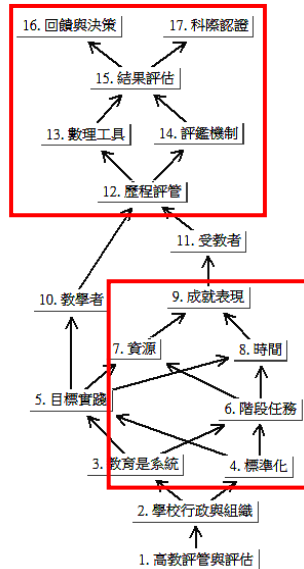 16. 回饋與決策
17. 科際認證
15. 結果評估
13. 數理工具
14. 評鑑機制
12. 歷程評管
11. 受教者
10. 教學者
9. 成就表現
7. 資源
8. 時間
5. 目標實踐
6. 階段任務
3. 教育是系統
4. 標準化
2. 學校行政與組織
1. 高教評管與評估